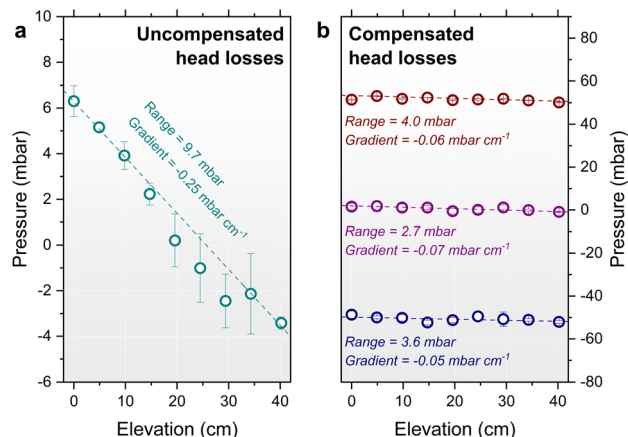 a
Uncompensated
head losses
Range = 9.7 mbar
Gradient = -0.25 mbar cm-1
Pressure (mbar)
10
8
6
4
2
0
-2
-4
-6
0
10
20
30
40
Elevation (cm)
b
Compensated
head losses
Range = 4.0 mbar
Gradient = -0.06 mbar cm-1
Range = 2.7 mbar
Gradient = -0.07 mbar cm-1
Range = 3.6 mbar
Gradient = -0.05 mbar cm-1
80
60
40
20
0
-20
-40
-60
-80
Pressure (mbar)
0
10
20
30
40
Elevation (cm)